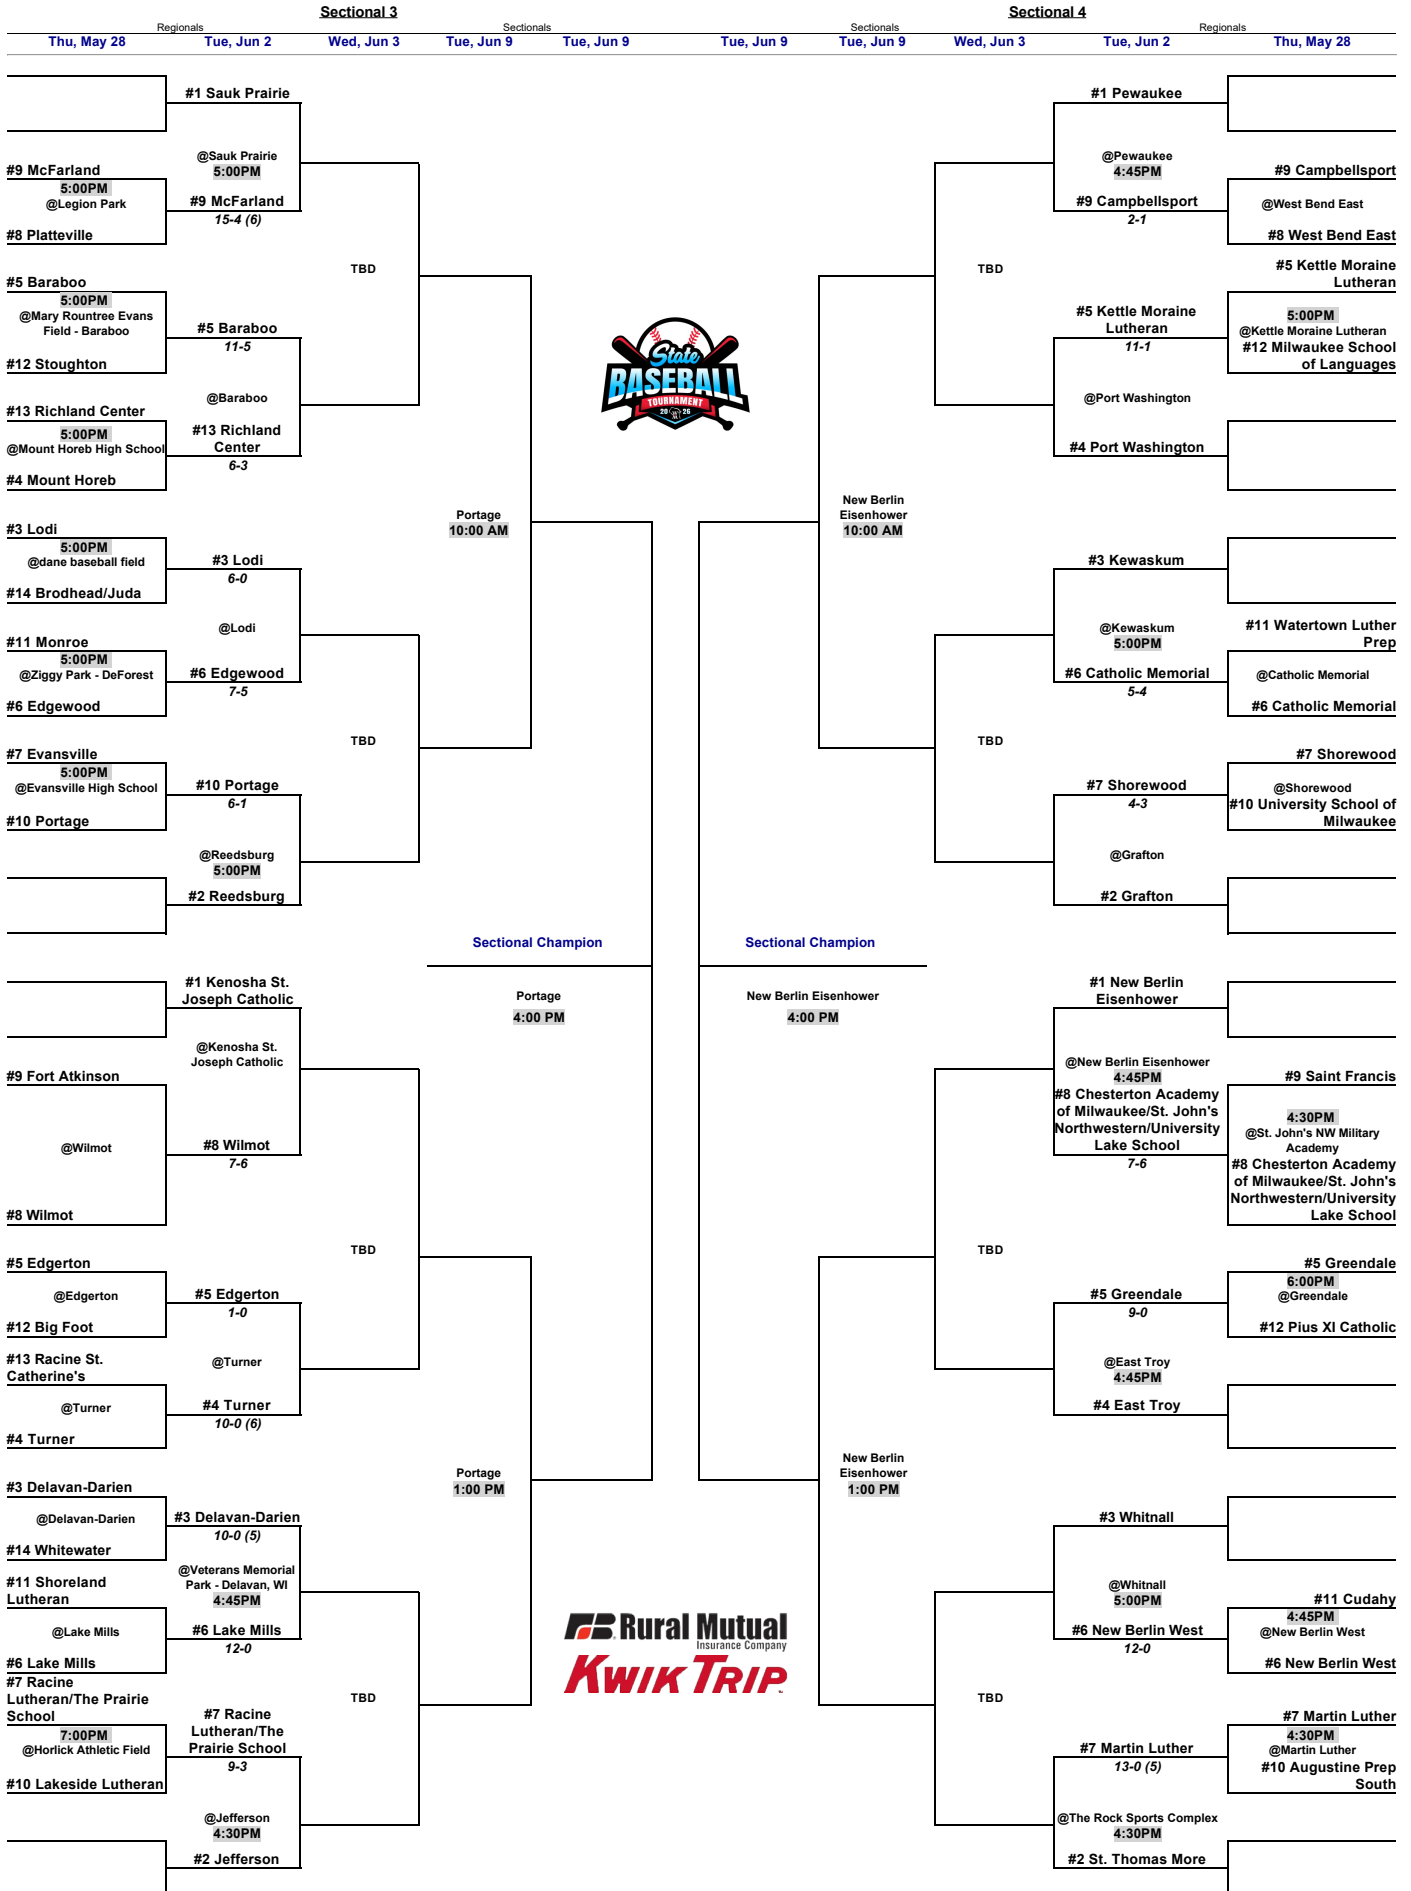 Sectional 3
Sectional 4
Regionals
Sectionals
Sectionals
Regionals
Thu, May 28
Tue, Jun 2
Wed, Jun 3
Tue, Jun 9
Tue, Jun 9
Tue, Jun 9
Tue, Jun 9
Wed, Jun 3
Tue, Jun 2
Thu, May 28
#9 McFarland
5:00PM
@Legion Park
#8 Platteville
#5 Baraboo
5:00PM
@Mary Rountree Evans
Field - Baraboo
#12 Stoughton
#13 Richland Center
5:00PM
@Mount Horeb High School
#4 Mount Horeb
#3 Lodi
5:00PM
@dane baseball field
#14 Brodhead/Juda
#11 Monroe
5:00PM
@Ziggy Park - DeForest
#6 Edgewood
#7 Evansville
5:00PM
@Evansville High School
#10 Portage
#9 Fort Atkinson
@Wilmot
#8 Wilmot
#5 Edgerton
@Edgerton
#12 Big Foot
#13 Racine St.
Catherine's
@Turner
#4 Turner
#3 Delavan-Darien
@Delavan-Darien
#14 Whitewater
#11 Shoreland
Lutheran
@Lake Mills
#6 Lake Mills
#7 Racine
Lutheran/The Prairie
School
7:00PM
@Horlick Athletic Field
#10 Lakeside Lutheran
#1 Sauk Prairie
@Sauk Prairie
5:00PM
#9 McFarland
15-4 (6)
#5 Baraboo
11-5
@Baraboo
#13 Richland
Center
6-3
#3 Lodi
6-0
@Lodi
#6 Edgewood
7-5
#10 Portage
6-1
@Reedsburg
5:00PM
#2 Reedsburg
#1 Kenosha St.
Joseph Catholic
@Kenosha St.
Joseph Catholic
#8 Wilmot
7-6
#5 Edgerton
1-0
@Turner
#4 Turner
10-0 (6)
#3 Delavan-Darien
10-0 (5)
@Veterans Memorial
Park - Delavan, WI
4:45PM
#6 Lake Mills
12-0
#7 Racine
Lutheran/The
Prairie School
9-3
@Jefferson
4:30PM
#2 Jefferson
TBD
TBD
TBD
TBD
Portage
10:00 AM
Portage
1:00 PM
Sectional Champion
Portage
4:00 PM
State
BASEBALL
TOURNAMENT
20 26
Rural Mutual
Insurance Company
KWIK TRIP
Sectional Champion
New Berlin Eisenhower
4:00 PM
New Berlin
Eisenhower
10:00 AM
New Berlin
Eisenhower
1:00 PM
TBD
TBD
TBD
TBD
#1 Pewaukee
@Pewaukee
4:45PM
#9 Campbellsport
2-1
#5 Kettle Moraine
Lutheran
11-1
@Port Washington
#4 Port Washington
#3 Kewaskum
@Kewaskum
5:00PM
#6 Catholic Memorial
5-4
#7 Shorewood
4-3
@Grafton
#2 Grafton
#1 New Berlin
Eisenhower
@New Berlin Eisenhower
4:45PM
#8 Chesterton Academy
of Milwaukee/St. John's
Northwestern/University
Lake School
7-6
#5 Greendale
9-0
@East Troy
4:45PM
#4 East Troy
#3 Whitnall
@Whitnall
5:00PM
#6 New Berlin West
12-0
#7 Martin Luther
13-0 (5)
@The Rock Sports Complex
4:30PM
#2 St. Thomas More
#9 Campbellsport
@West Bend East
#8 West Bend East
#5 Kettle Moraine
Lutheran
5:00PM
@Kettle Moraine Lutheran
#12 Milwaukee School
of Languages
#11 Watertown Luther
Prep
@Catholic Memorial
#6 Catholic Memorial
#7 Shorewood
@Shorewood
#10 University School of
Milwaukee
#9 Saint Francis
4:30PM
@St. John's NW Military
Academy
#8 Chesterton Academy
of Milwaukee/St. John's
Northwestern/University
Lake School
#5 Greendale
6:00PM
@Greendale
#12 Pius XI Catholic
#11 Cudahy
4:45PM
@New Berlin West
#6 New Berlin West
#7 Martin Luther
4:30PM
@Martin Luther
#10 Augustine Prep
South